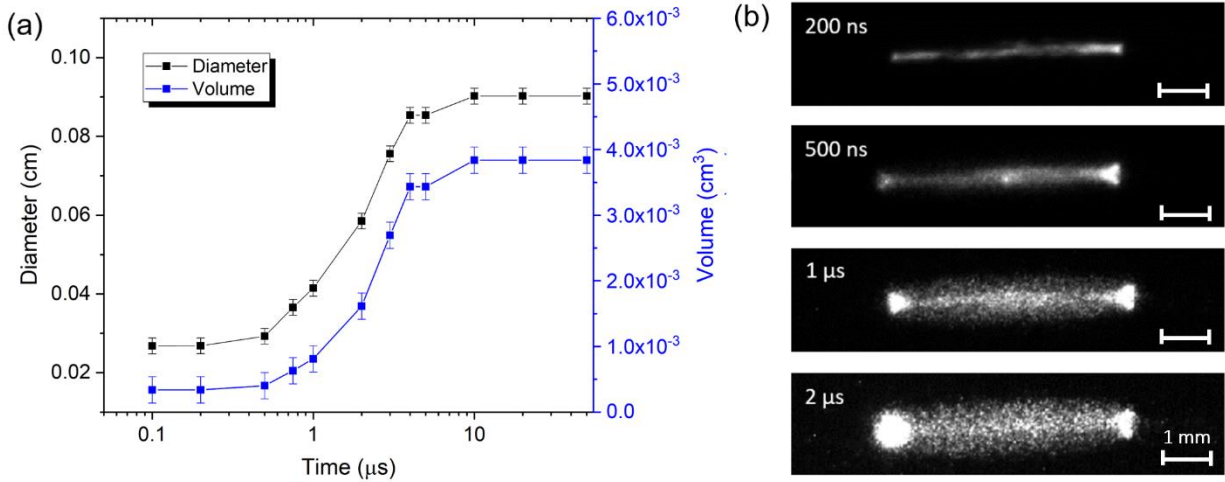 (a)
Diameter
Volume
0.10
0.08
0.06
0.04
0.02
Diameter (cm)
0.1
1
10
Time (µs)
6.0x10⁻³
5.0x10⁻³
4.0x10⁻³
3.0x10⁻³
2.0x10⁻³
1.0x10⁻³
0.0
Volume (cm³)
(b)
200 ns
500 ns
1 µs
2 µs
1 mm